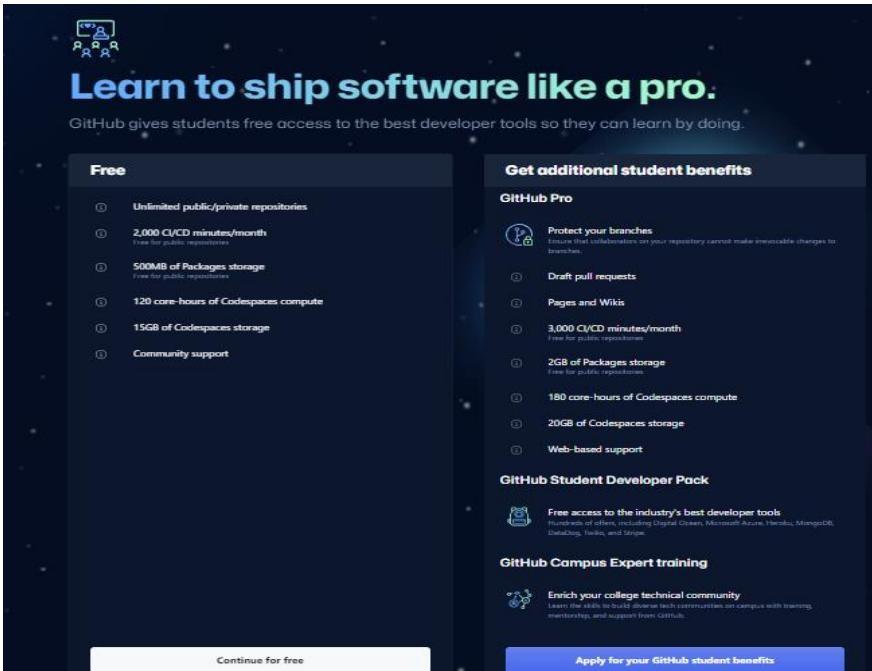 Learn to ship software like a pro.
GitHub gives students free access to the best developer tools so they can learn by doing.
Free
Unlimited public/private repositories
2,000 CI/CD minutes/month
Free for public repositories
500MB of Packages storage
Free for public repositories
120 core-hours of Codespaces compute
15GB of Codespaces storage
Community support
Continue for free
Get additional student benefits
GitHub Pro
Protect your branches
Ensure that collaborators on your repository cannot make irrevocable changes to
branches.
Draft pull requests
Pages and Wikis
3,000 CI/CD minutes/month
Free for public repositories
2GB of Packages storage
Free for public repositories
180 core-hours of Codespaces compute
20GB of Codespaces storage
Web-based support
GitHub Student Developer Pack
Free access to the industry's best developer tools
Hundreds of offers, including Digital Ocean, Microsoft Azure, Heroku, MongoDB,
DataDog, Twilio, and Stripe.
GitHub Campus Expert training
Enrich your college technical community
Learn the skills to build diverse tech communities on campus with training,
mentorship, and support from GitHub.
Apply for your GitHub student benefits